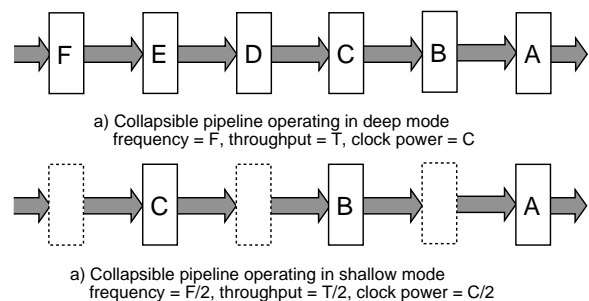 F E D C B A
a) Collapsible pipeline operating in deep mode
frequency = F, throughput = T, clock power = C
C B A
a) Collapsible pipeline operating in shallow mode
frequency = F/2, throughput = T/2, clock power = C/2